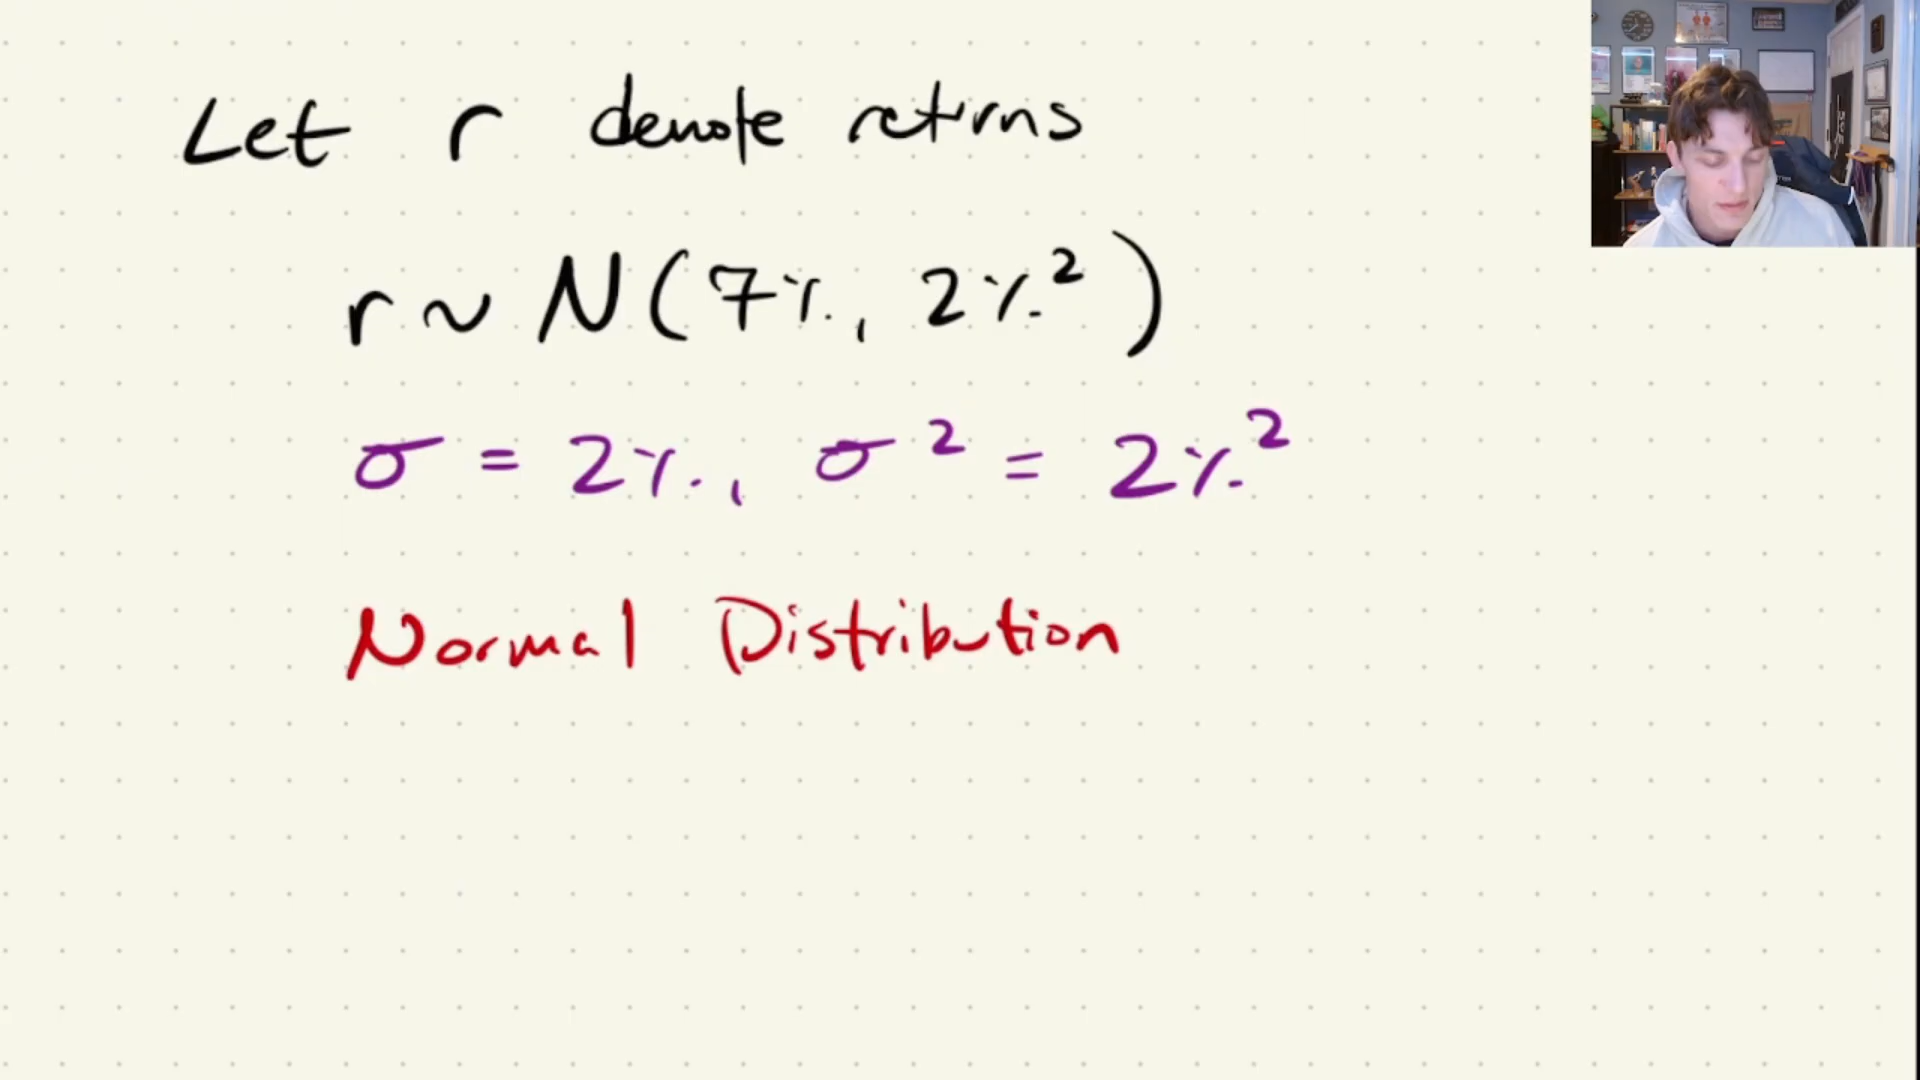 Let r denote returns
r ~ N(7%, 2%²)
σ = 2%, σ² = 2%²
Normal Distribution